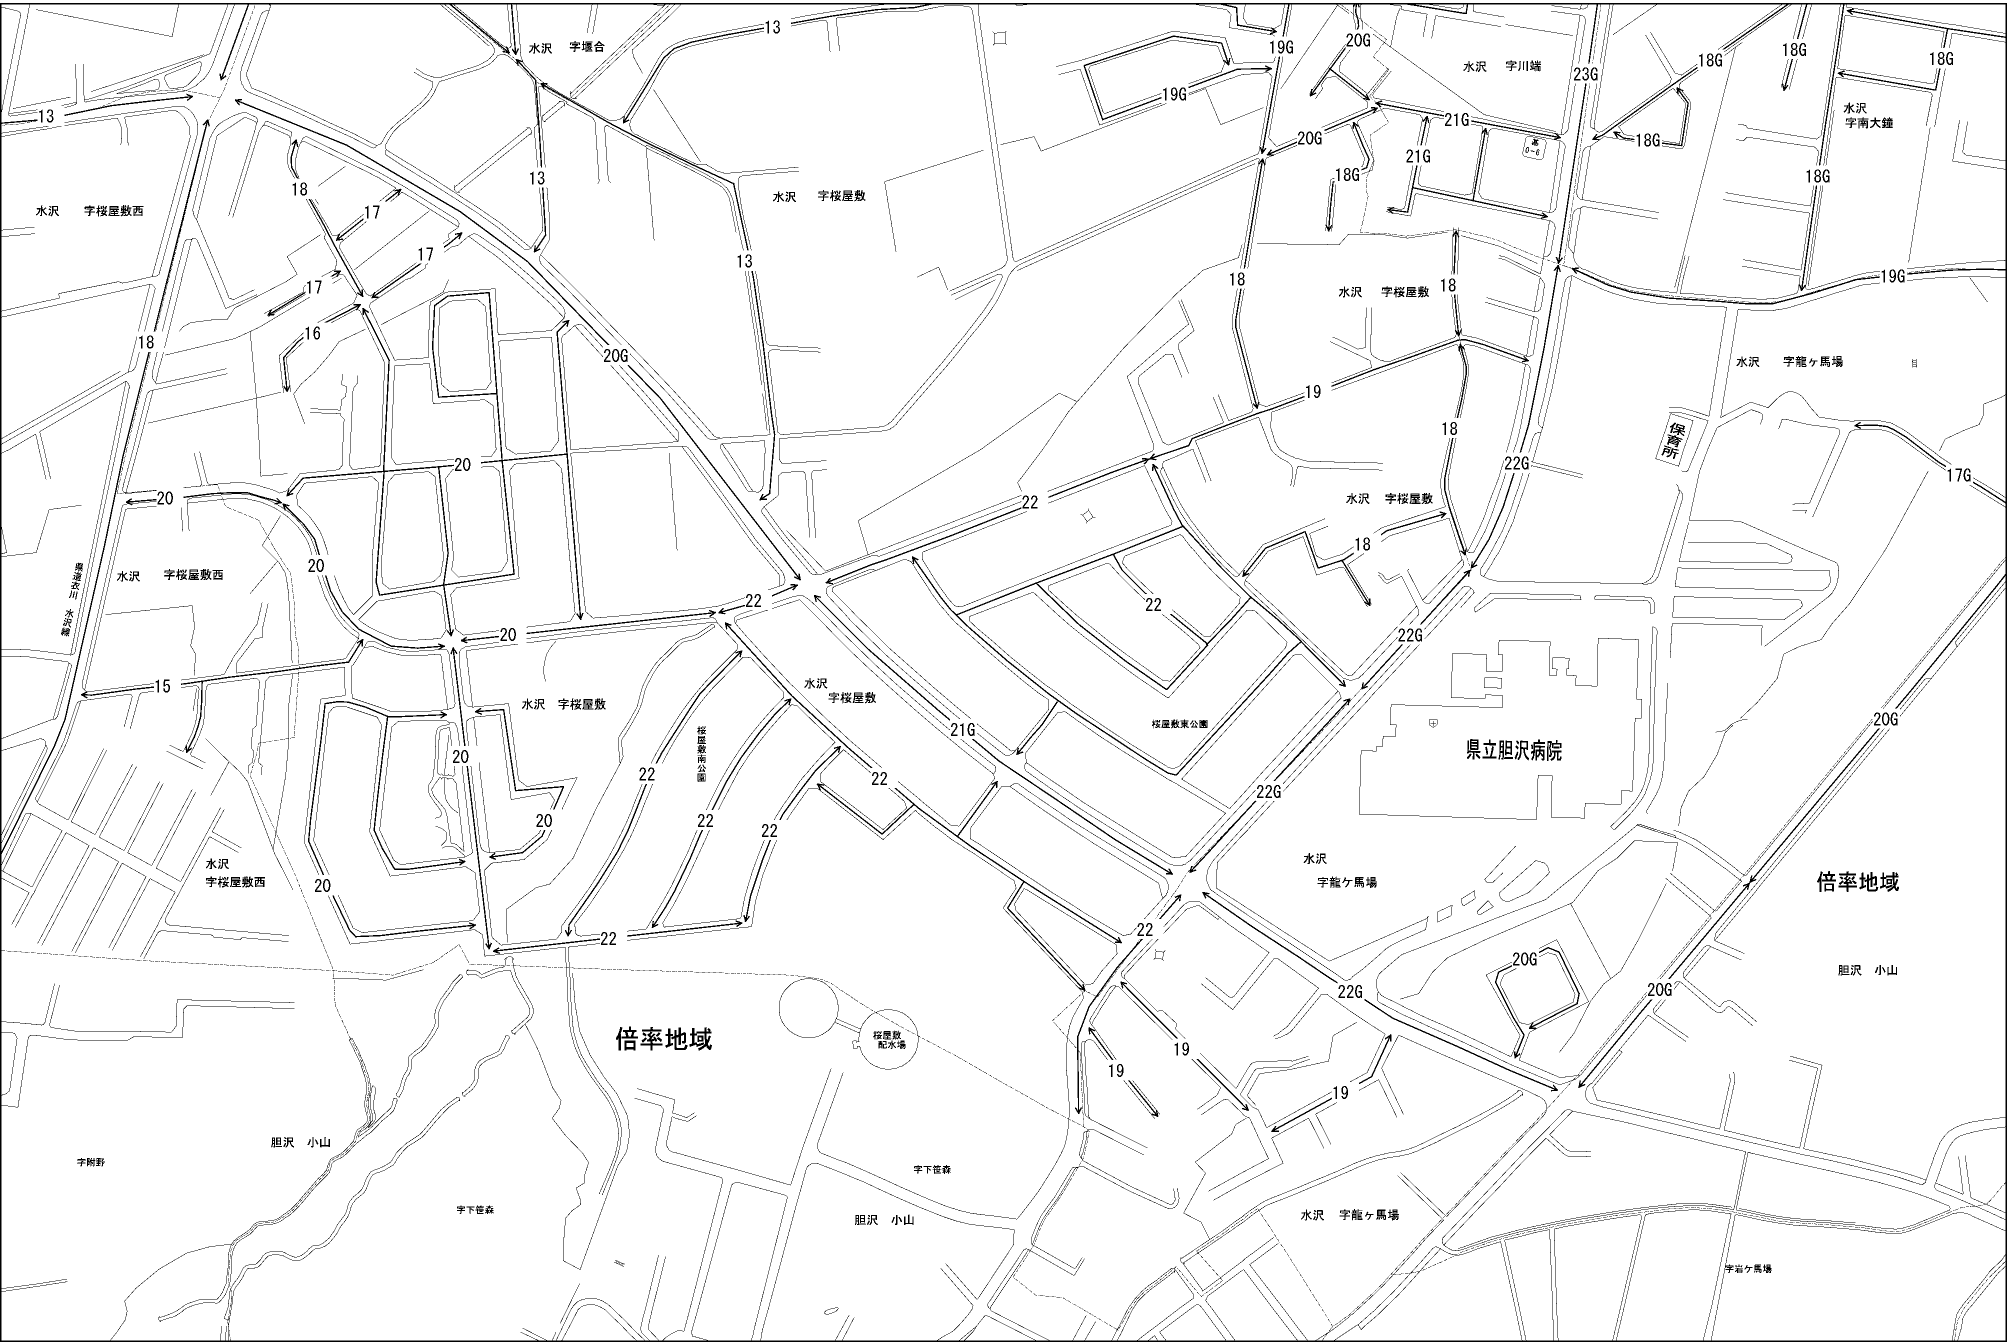 13
水沢　字堰合
19G
20G
水沢　字川端
23G
18G
18G
18G
水沢
字南大鐘
13
19G
20G
21G
基
0-6
18G
21G
18G
18G
13
18
17
17
17
16
水沢　字桜屋敷西
水沢　字桜屋敷
13
18
水沢　字桜屋敷
18
19G
18
20G
19
水沢　字龍ヶ馬場
保育所
18
22G
17G
20
20
22
水沢　字桜屋敷
18
県道衣川　水沢線
水沢　字桜屋敷西
20
22
22
20
22G
15
水沢　字桜屋敷
水沢
字桜屋敷
桜屋敷南公園
21G
桜屋敷東公園
県立胆沢病院
20G
20
22
22
22G
20
22
22
水沢
字桜屋敷西
20
水沢
字龍ケ馬場
倍率地域
22
22
20G
22G
20G
胆沢　小山
倍率地域
桜屋敷
配水場
19
19
19
胆沢　小山
字附野
字下笹森
字下笹森
胆沢　小山
水沢　字龍ヶ馬場
字岩ケ馬場